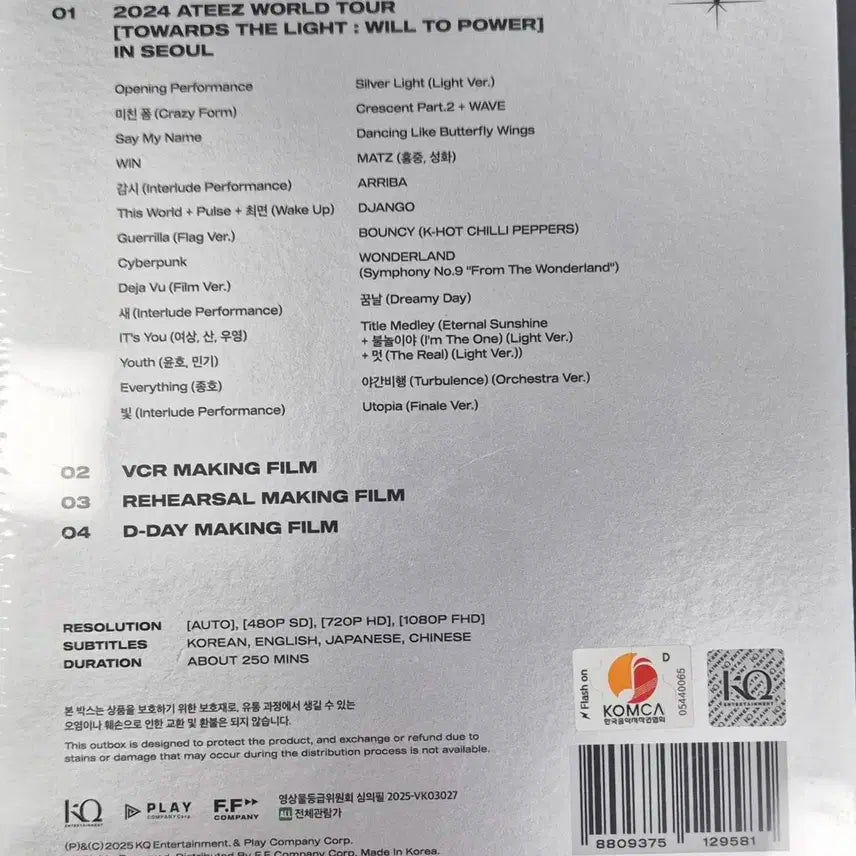 01 2024 ATEEZ WORLD TOUR
[TOWARDS THE LIGHT : WILL TO POWER]
IN SEOUL
Opening Performance
미친 폼 (Crazy Form)
Say My Name
WIN
감시 (Interlude Performance)
This World + Pulse + 최면 (Wake Up)
Guerrilla (Flag Ver.)
Cyberpunk
Deja Vu (Film Ver.)
새 (Interlude Performance)
IT's You (여상, 산, 우영)
Youth (윤호, 민기)
Everything (종호)
빛 (Interlude Performance)
Silver Light (Light Ver.)
Crescent Part.2 + WAVE
Dancing Like Butterfly Wings
MATZ (홍중, 성화)
ARRIBA
DJANGO
BOUNCY (K-HOT CHILLI PEPPERS)
WONDERLAND
(Symphony No.9 "From The Wonderland")
꿈날 (Dreamy Day)
Title Medley (Eternal Sunshine
+ 불놀이야 (I'm The One) (Light Ver.)
+ 멋 (The Real) (Light Ver.))
야간비행 (Turbulence) (Orchestra Ver.)
Utopia (Finale Ver.)
02 VCR MAKING FILM
03 REHEARSAL MAKING FILM
04 D-DAY MAKING FILM
RESOLUTION [AUTO], [480P SD], [720P HD], [1080P FHD]
SUBTITLES KOREAN, ENGLISH, JAPANESE, CHINESE
DURATION ABOUT 250 MINS
본 박스는 상품을 보호하기 위한 보호재로, 유통 과정에서 생길 수 있는
오염이나 훼손으로 인한 교환 및 환불은 되지 않습니다.
This outbox is designed to protect the product, and exchange or refund due to
stains or damage that may occur during the distribution process is not available.
Flash on
D
KOMCA
한국음악저작권협회
05440065
KQ
ENTERTAINMENT
KQ
ENTERTAINMENT
PLAY
COMPANY Corp.
F.F
COMPANY
영상물등급위원회 심의필 2025-VK03027
ALL 전체관람가
8809375 129581
(P)&(C) 2025 KQ Entertainment. & Play Company Corp.
Distributed By F.F Company Corp. Made In Korea.